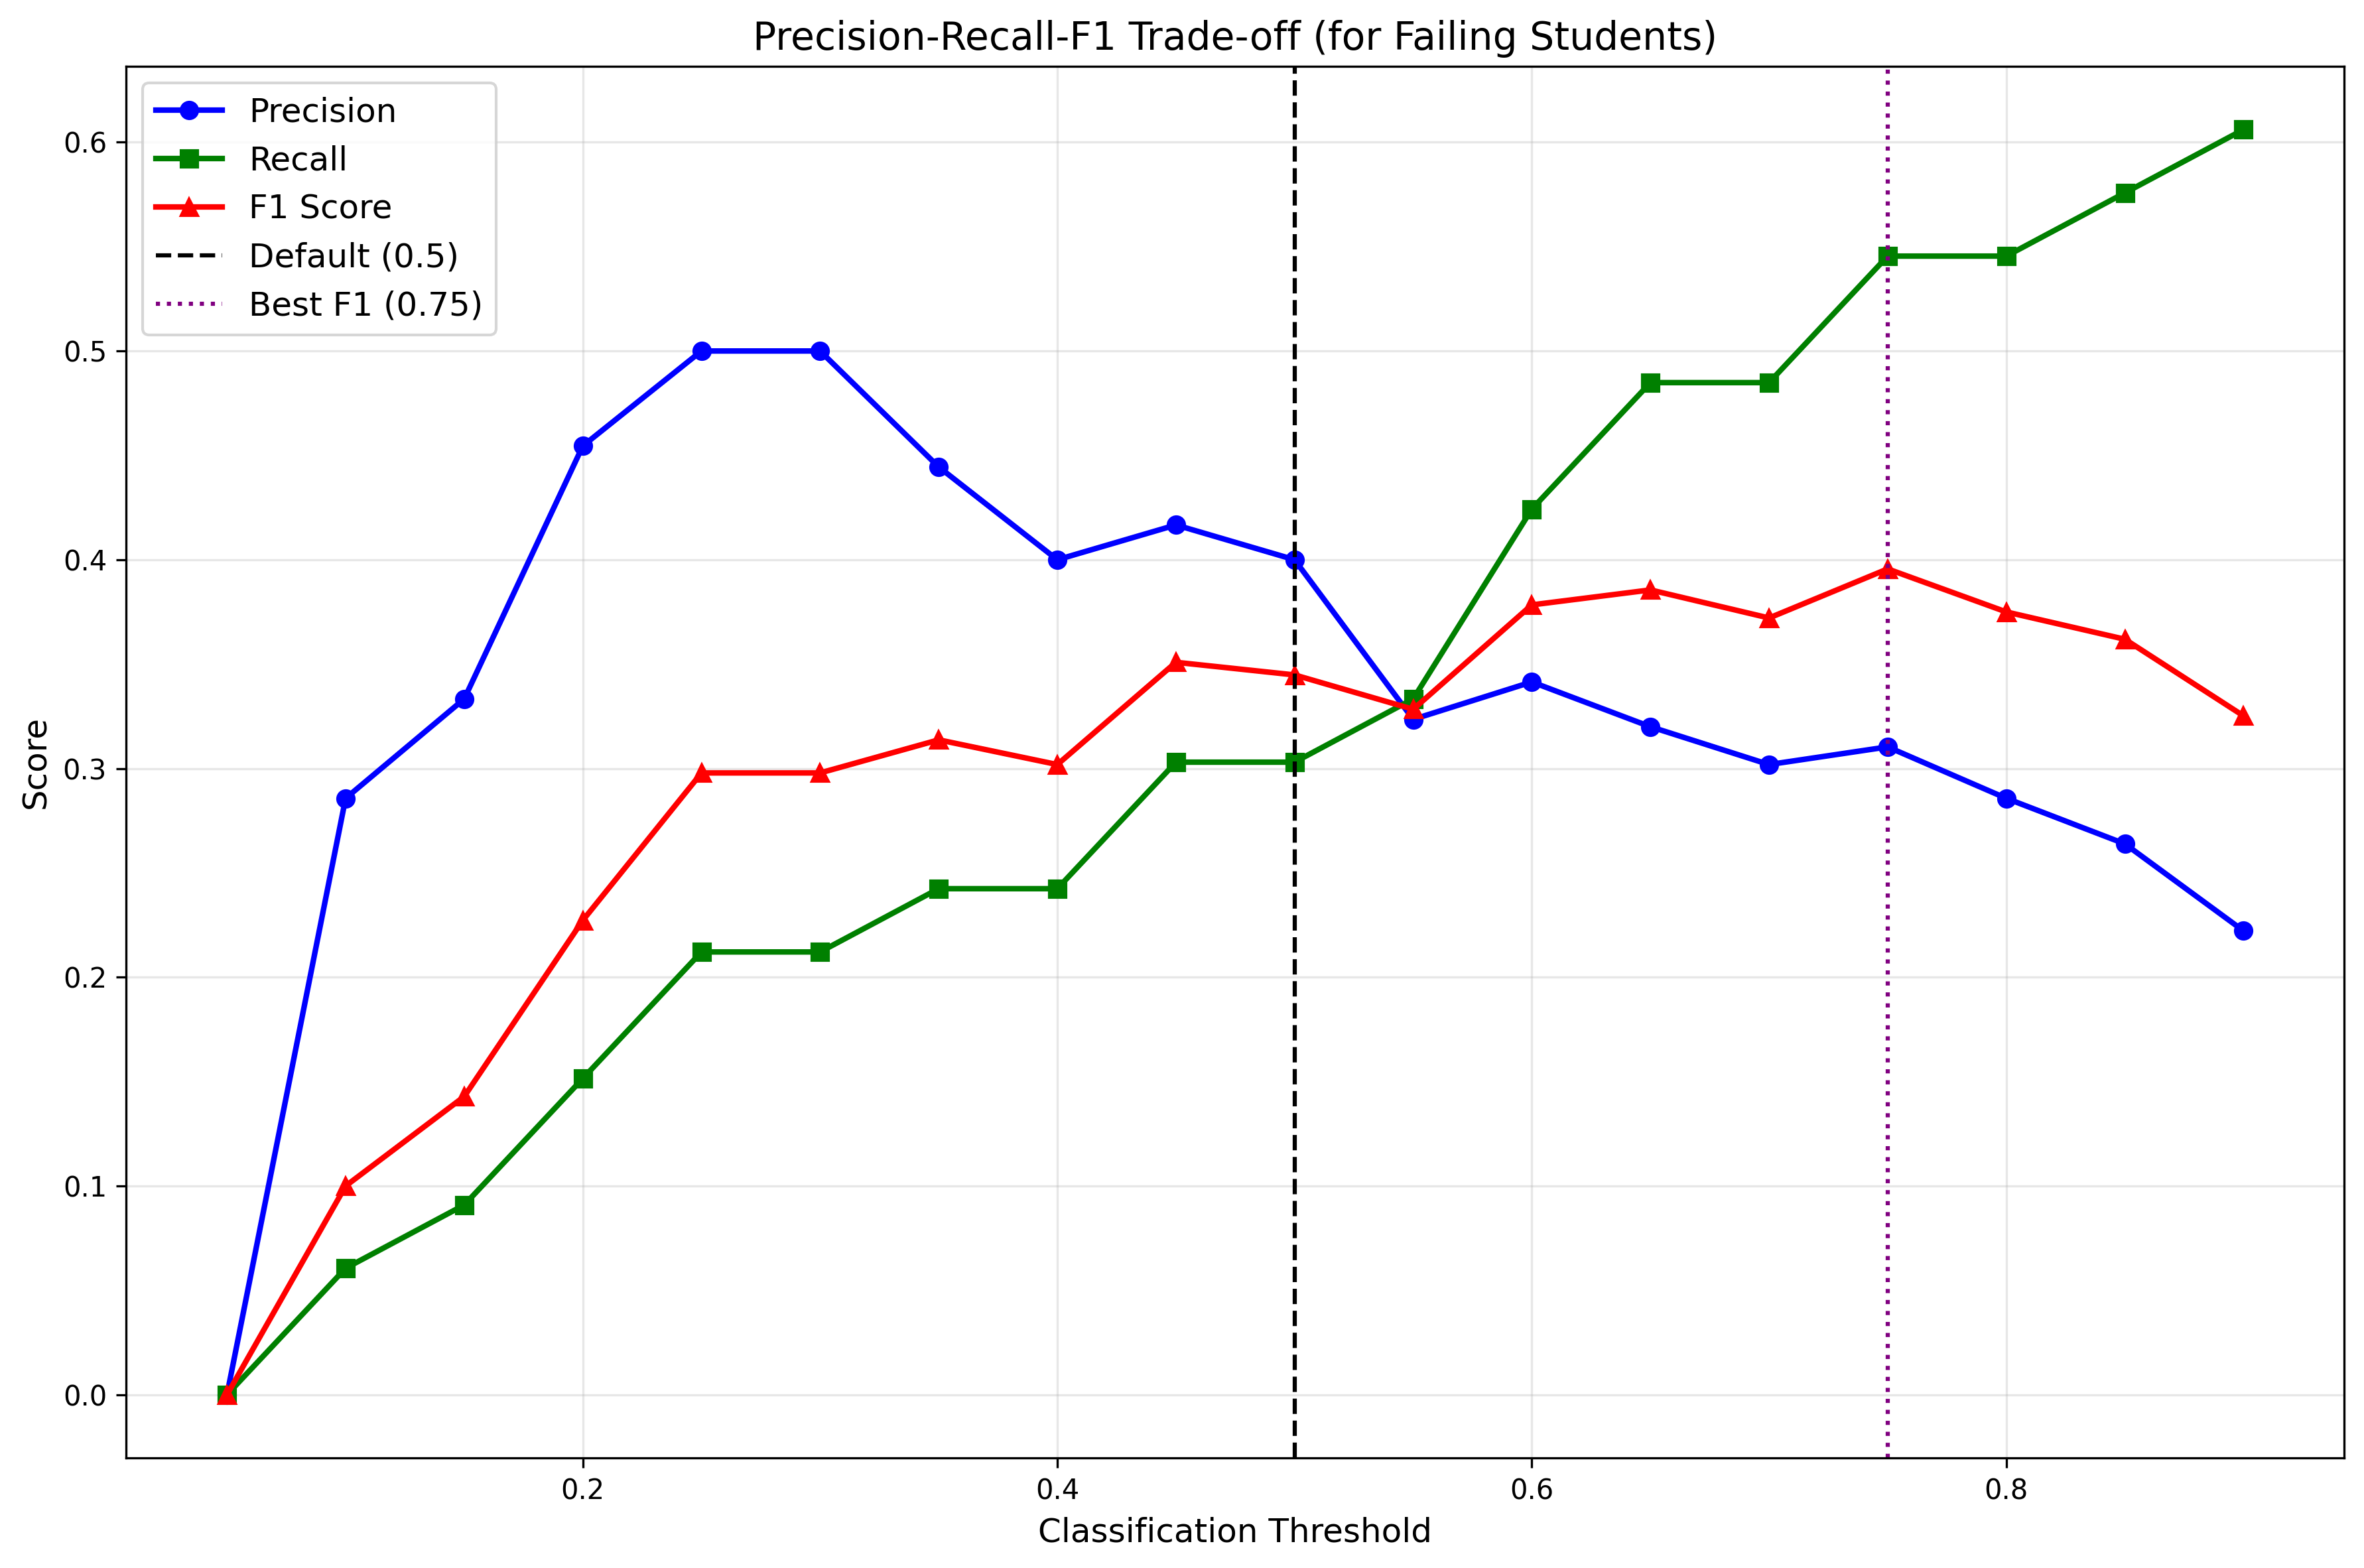 Precision-Recall-F1 Trade-off (for Failing Students)
Precision
Recall
F1 Score
Default (0.5)
Best F1 (0.75)
0.6
0.5
0.4
0.3
0.2
0.1
0.0
Score
0.2
0.4
0.6
0.8
Classification Threshold